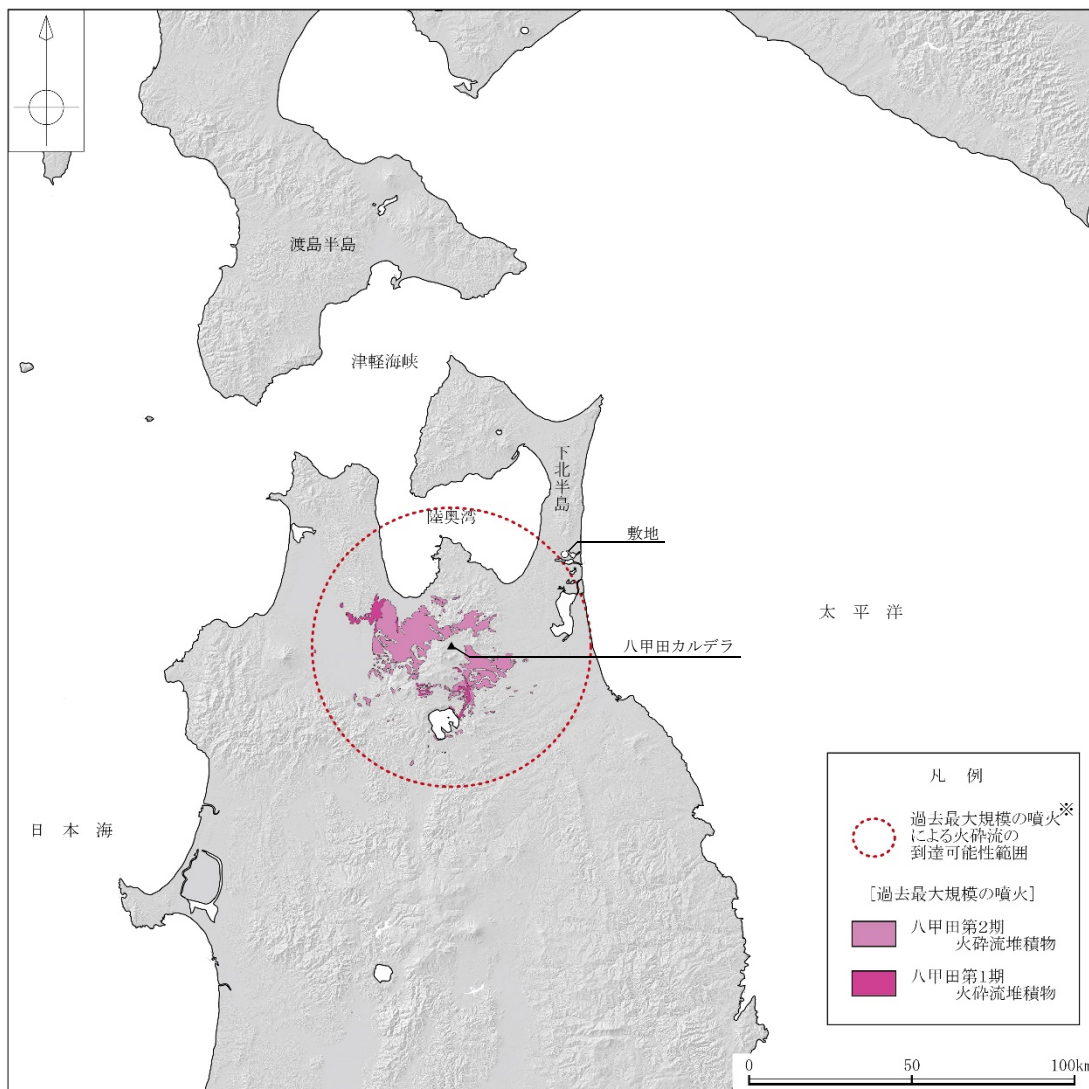 渡島半島
津軽海峡
下北半島
陸奥湾
敷地
太平洋
八甲田カルデラ
日本海
凡例
過去最大規模の噴火※
による火砕流の
到達可能性範囲
[過去最大規模の噴火]
八甲田第2期
火砕流堆積物
八甲田第1期
火砕流堆積物
0 50 100km